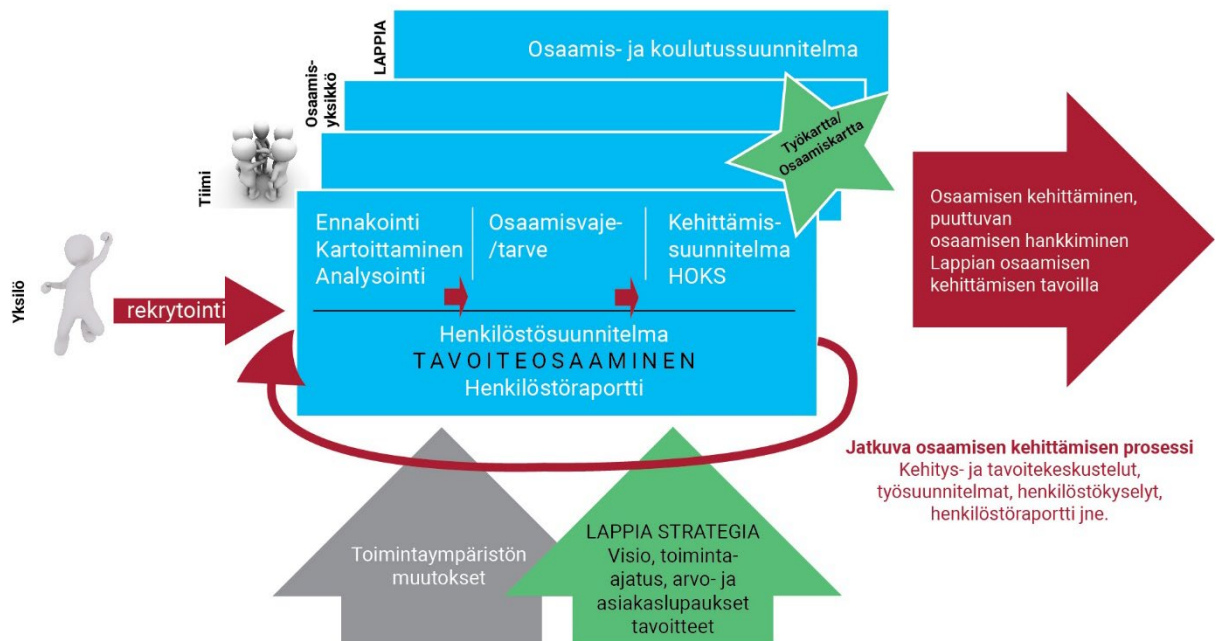 LAPPIA
Osaamis- ja koulutussuunnitelma
Osaamis-
yksikkö
Työkartta/
Osaamiskartta
Tiimi
Ennakointi
Kartoittaminen
Analysointi
Osaamisvaje-
/tarve
Kehittämis-
suunnitelma
HOKS
Yksilö
rekrytointi
Henkilöstösuunnitelma
TAVOITEOSAAMINEN
Henkilöstöraportti
Osaamisen kehittäminen,
puuttuvan
osaamisen hankkiminen
Lappian osaamisen
kehittämisen tavoilla
Jatkuva osaamisen kehittämisen prosessi
Kehitys- ja tavoitekeskustelut,
työsuunnitelmat, henkilöstökyselyt,
henkilöstöraportti jne.
Toimintaympäristön
muutokset
LAPPIA STRATEGIA
Visio, toiminta-
ajatus, arvo- ja
asiakaslupaukset
tavoitteet